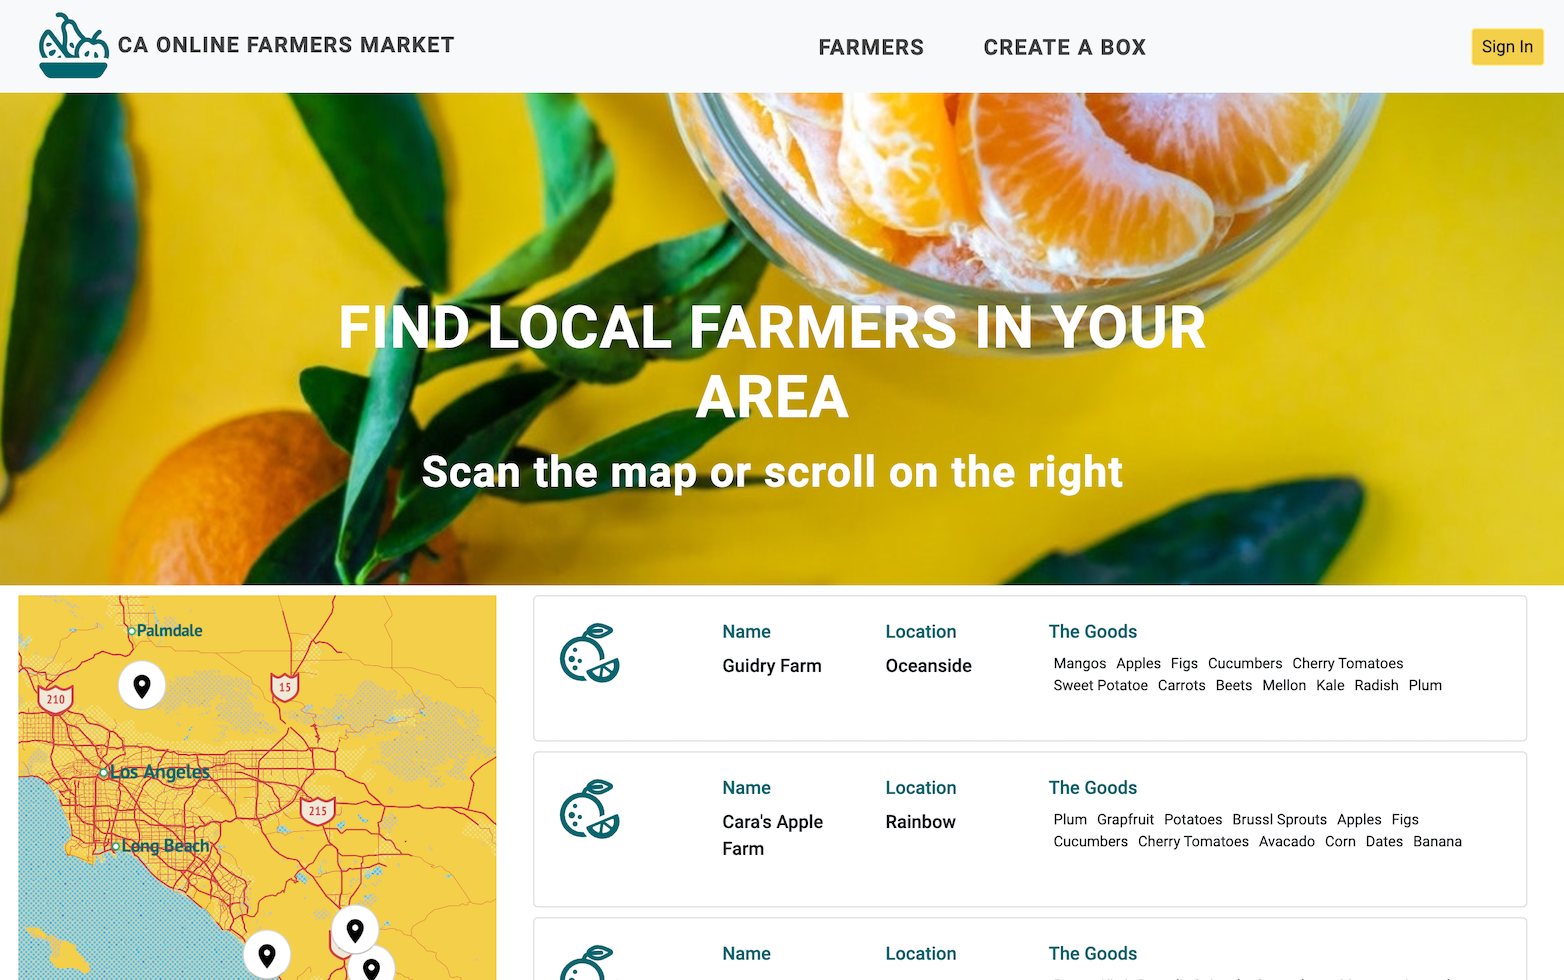 CA ONLINE FARMERS MARKET
FARMERS
CREATE A BOX
Sign In
FIND LOCAL FARMERS IN YOUR
AREA
Scan the map or scroll on the right
Palmdale
210
15
Los Angeles
215
Long Beach
Name
Location
The Goods
Guidry Farm
Oceanside
Mangos Apples Figs Cucumbers Cherry Tomatoes
Sweet Potatoe Carrots Beets Mellon Kale Radish Plum
Name
Location
The Goods
Cara's Apple
Farm
Rainbow
Plum Grapfruit Potatoes Brussl Sprouts Apples Figs
Cucumbers Cherry Tomatoes Avacado Corn Dates Banana
Name
Location
The Goods